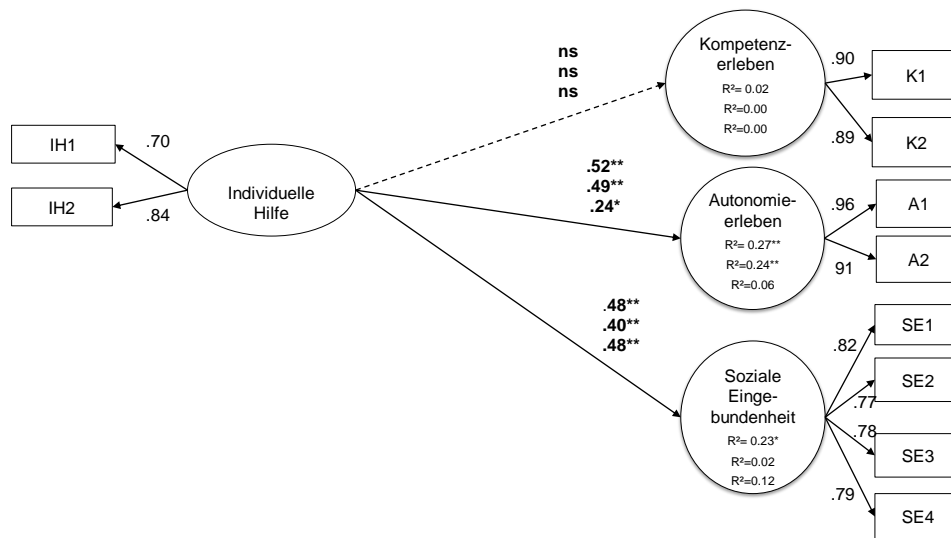 ns
ns
ns
Kompetenz-
erleben
R²= 0.02
R²=0.00
R²=0.00
.90
K1
.89
K2
IH1
.70
IH2
.84
Individuelle
Hilfe
.52**
.49**
.24*
Autonomie-
erleben
R²= 0.27**
R²=0.24**
R²=0.06
.96
A1
91
A2
.48**
.40**
.48**
Soziale
Einge-
bundenheit
R²= 0.23*
R²=0.02
R²=0.12
.82
SE1
.77
SE2
.78
SE3
.79
SE4